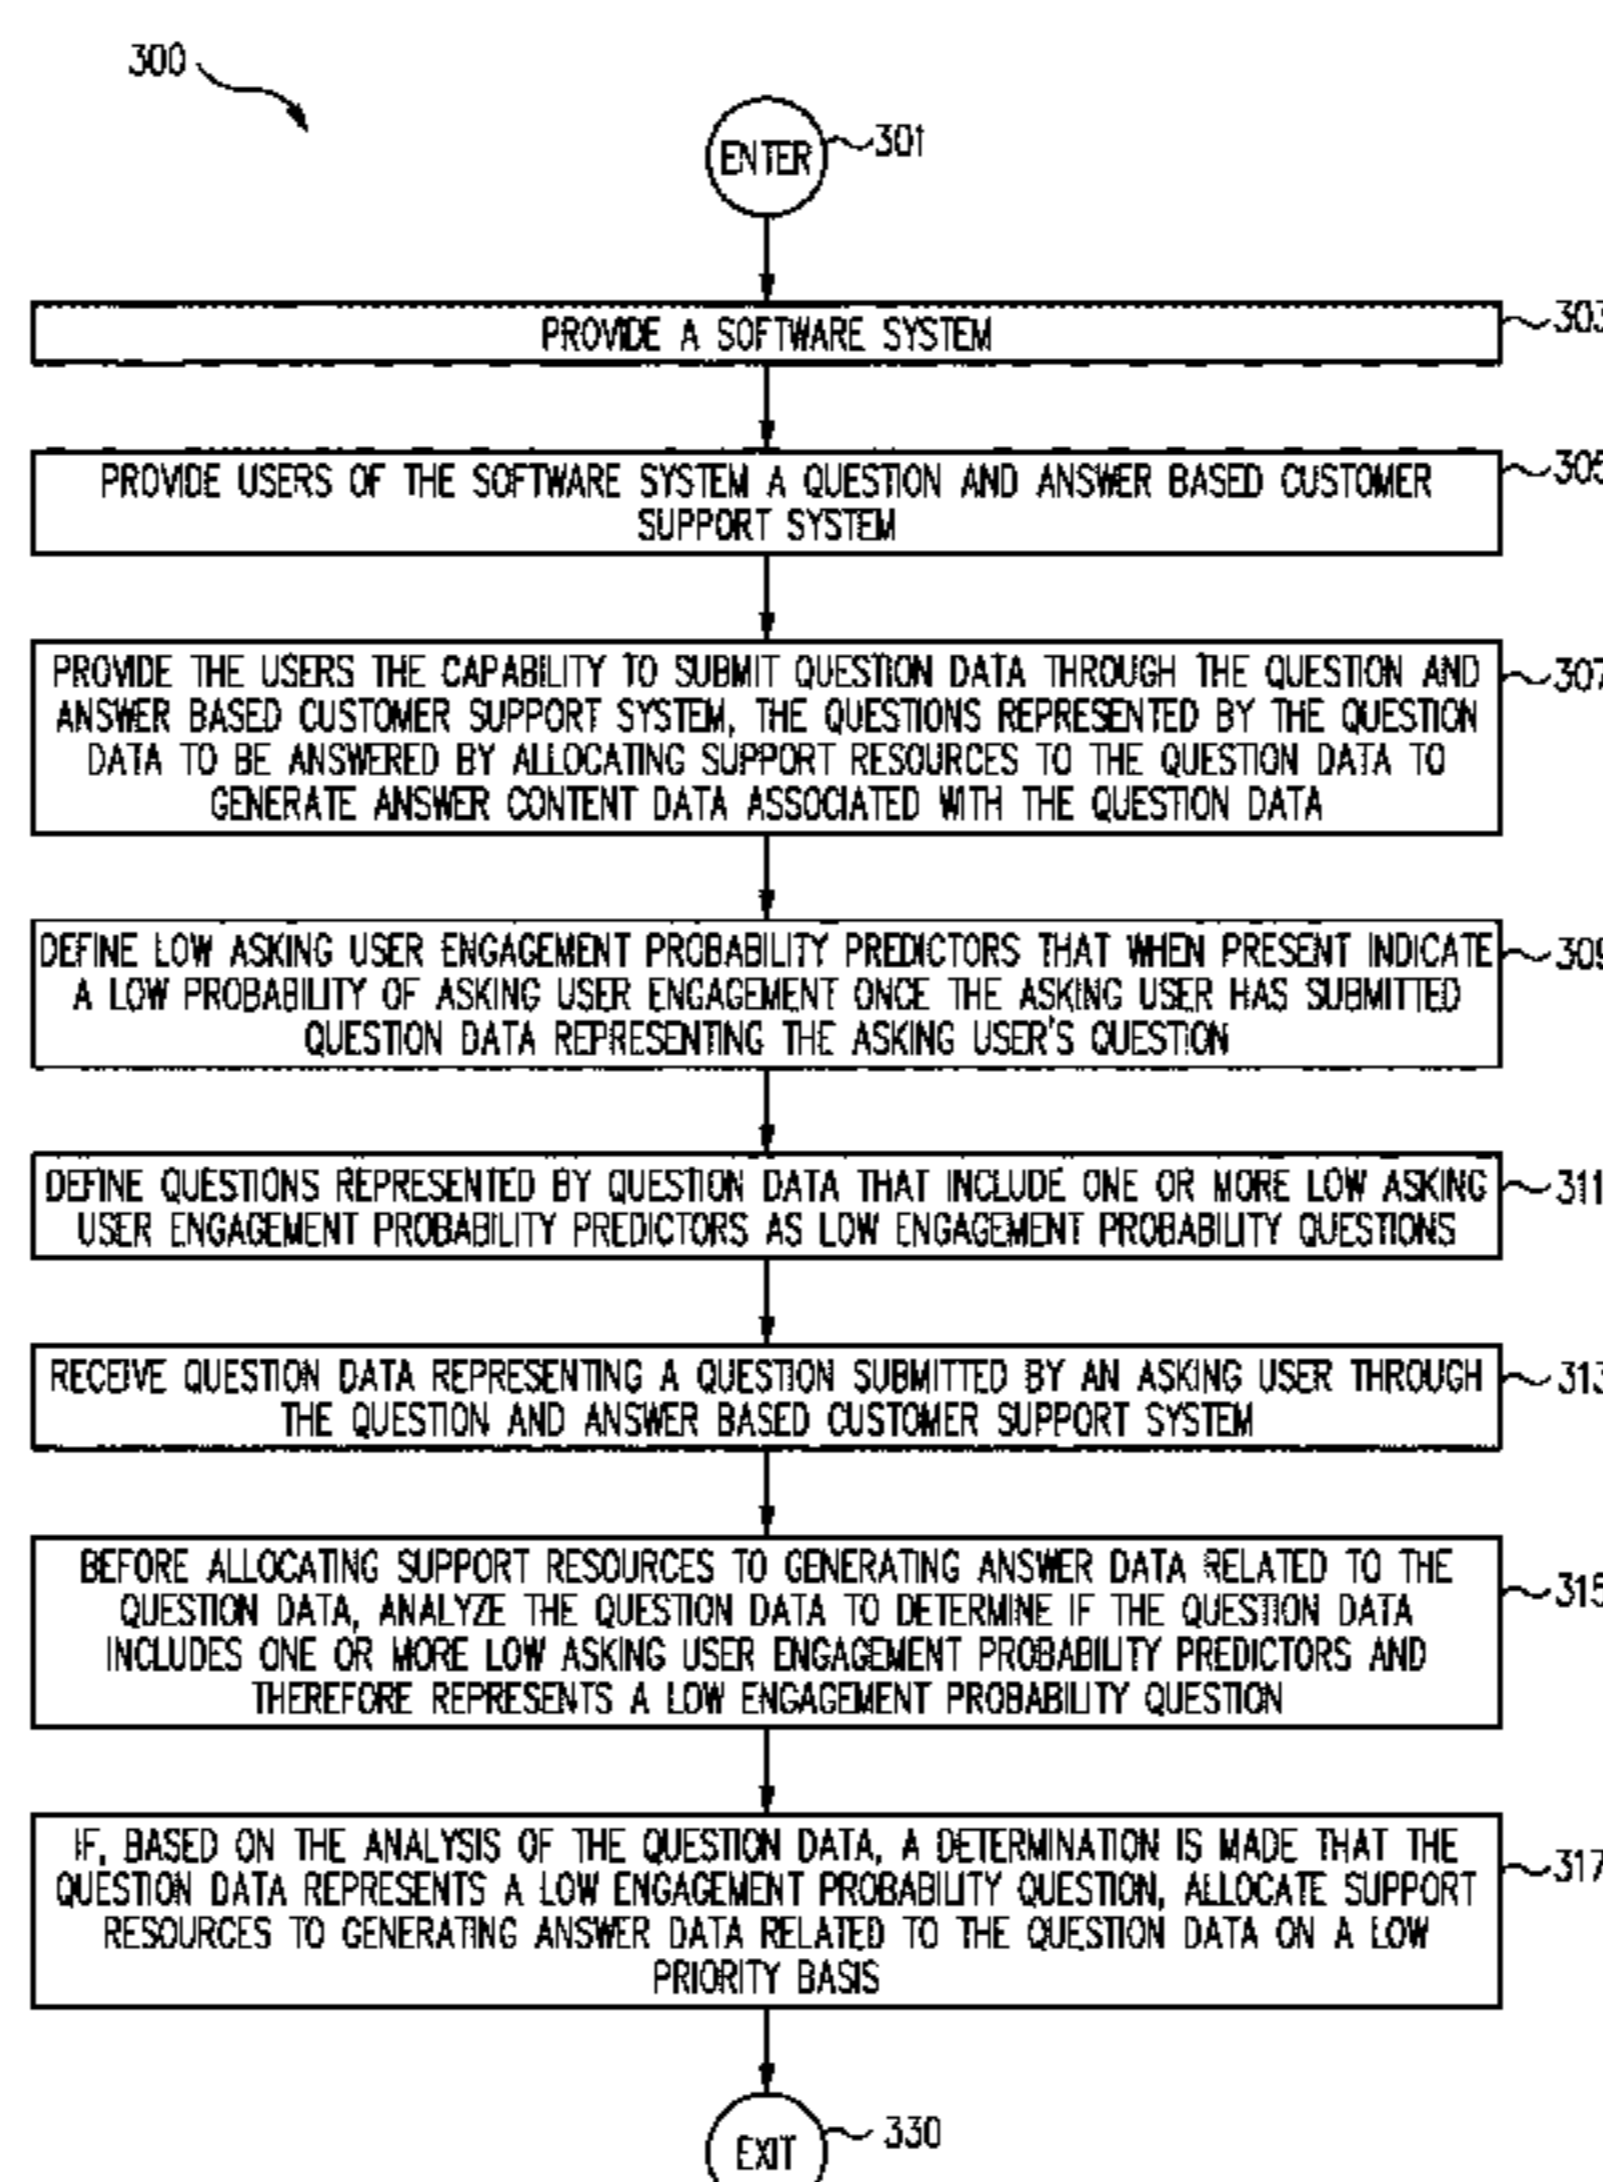 300
ENTER
301
PROVIDE A SOFTWARE SYSTEM
303
PROVIDE USERS OF THE SOFTWARE SYSTEM A QUESTION AND ANSWER BASED CUSTOMER
SUPPORT SYSTEM
305
PROVIDE THE USERS THE CAPABILITY TO SUBMIT QUESTION DATA THROUGH THE QUESTION AND
ANSWER BASED CUSTOMER SUPPORT SYSTEM, THE QUESTIONS REPRESENTED BY THE QUESTION
DATA TO BE ANSWERED BY ALLOCATING SUPPORT RESOURCES TO THE QUESTION DATA TO
GENERATE ANSWER CONTENT DATA ASSOCIATED WITH THE QUESTION DATA
307
DEFINE LOW ASKING USER ENGAGEMENT PROBABILITY PREDICTORS THAT WHEN PRESENT INDICATE
A LOW PROBABILITY OF ASKING USER ENGAGEMENT ONCE THE ASKING USER HAS SUBMITTED
QUESTION DATA REPRESENTING THE ASKING USER'S QUESTION
309
DEFINE QUESTIONS REPRESENTED BY QUESTION DATA THAT INCLUDE ONE OR MORE LOW ASKING
USER ENGAGEMENT PROBABILITY PREDICTORS AS LOW ENGAGEMENT PROBABILITY QUESTIONS
311
RECEIVE QUESTION DATA REPRESENTING A QUESTION SUBMITTED BY AN ASKING USER THROUGH
THE QUESTION AND ANSWER BASED CUSTOMER SUPPORT SYSTEM
313
BEFORE ALLOCATING SUPPORT RESOURCES TO GENERATING ANSWER DATA RELATED TO THE
QUESTION DATA, ANALYZE THE QUESTION DATA TO DETERMINE IF THE QUESTION DATA
INCLUDES ONE OR MORE LOW ASKING USER ENGAGEMENT PROBABILITY PREDICTORS AND
THEREFORE REPRESENTS A LOW ENGAGEMENT PROBABILITY QUESTION
315
IF, BASED ON THE ANALYSIS OF THE QUESTION DATA, A DETERMINATION IS MADE THAT THE
QUESTION DATA REPRESENTS A LOW ENGAGEMENT PROBABILITY QUESTION, ALLOCATE SUPPORT
RESOURCES TO GENERATING ANSWER DATA RELATED TO THE QUESTION DATA ON A LOW
PRIORITY BASIS
317
EXIT
330